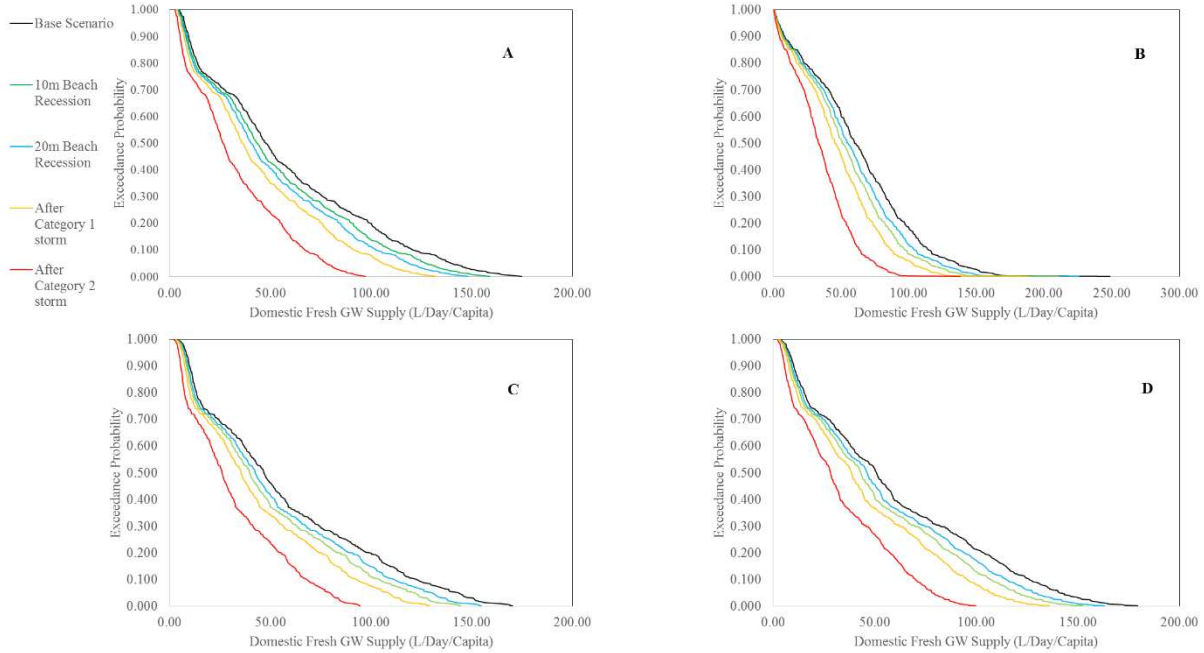 Base Scenario
10m Beach
Recession
20m Beach
Recession
After
Category 1
storm
After
Category 2
storm
Exceedance Probability
1.000
0.900
0.800
0.700
0.600
0.500
0.400
0.300
0.200
0.100
0.000
A
0.00 50.00 100.00 150.00 200.00
Domestic Fresh GW Supply (L/Day/Capita)
Exceedance Probability
1.000
0.900
0.800
0.700
0.600
0.500
0.400
0.300
0.200
0.100
0.000
B
0.00 50.00 100.00 150.00 200.00 250.00 300.00
Domestic Fresh GW Supply (L/Day/Capita)
Exceedance Probability
1.000
0.900
0.800
0.700
0.600
0.500
0.400
0.300
0.200
0.100
0.000
C
0.00 50.00 100.00 150.00 200.00
Domestic Fresh GW Supply (L/Day/Capita)
Exceedance Probability
1.000
0.900
0.800
0.700
0.600
0.500
0.400
0.300
0.200
0.100
0.000
D
0.00 50.00 100.00 150.00 200.00
Domestic Fresh GW Supply (L/Day/Capita)